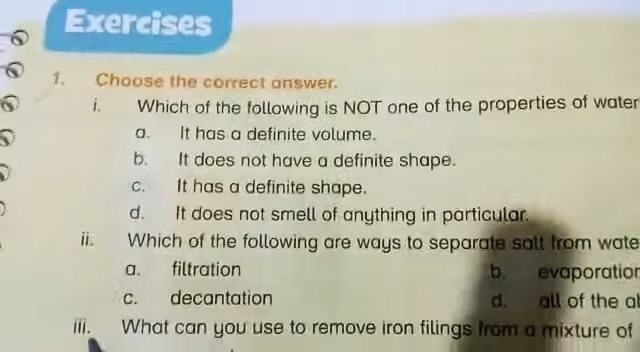 Exercises
1. Choose the correct answer.
i. Which of the following is NOT one of the properties of water
a. It has a definite volume.
b. It does not have a definite shape.
c. It has a definite shape.
d. It does not smell of anything in particular.
ii. Which of the following are ways to separate salt from wate
a. filtration b. evaporation
c. decantation d. all of the
iii. What can you use to remove iron filings from a mixture of